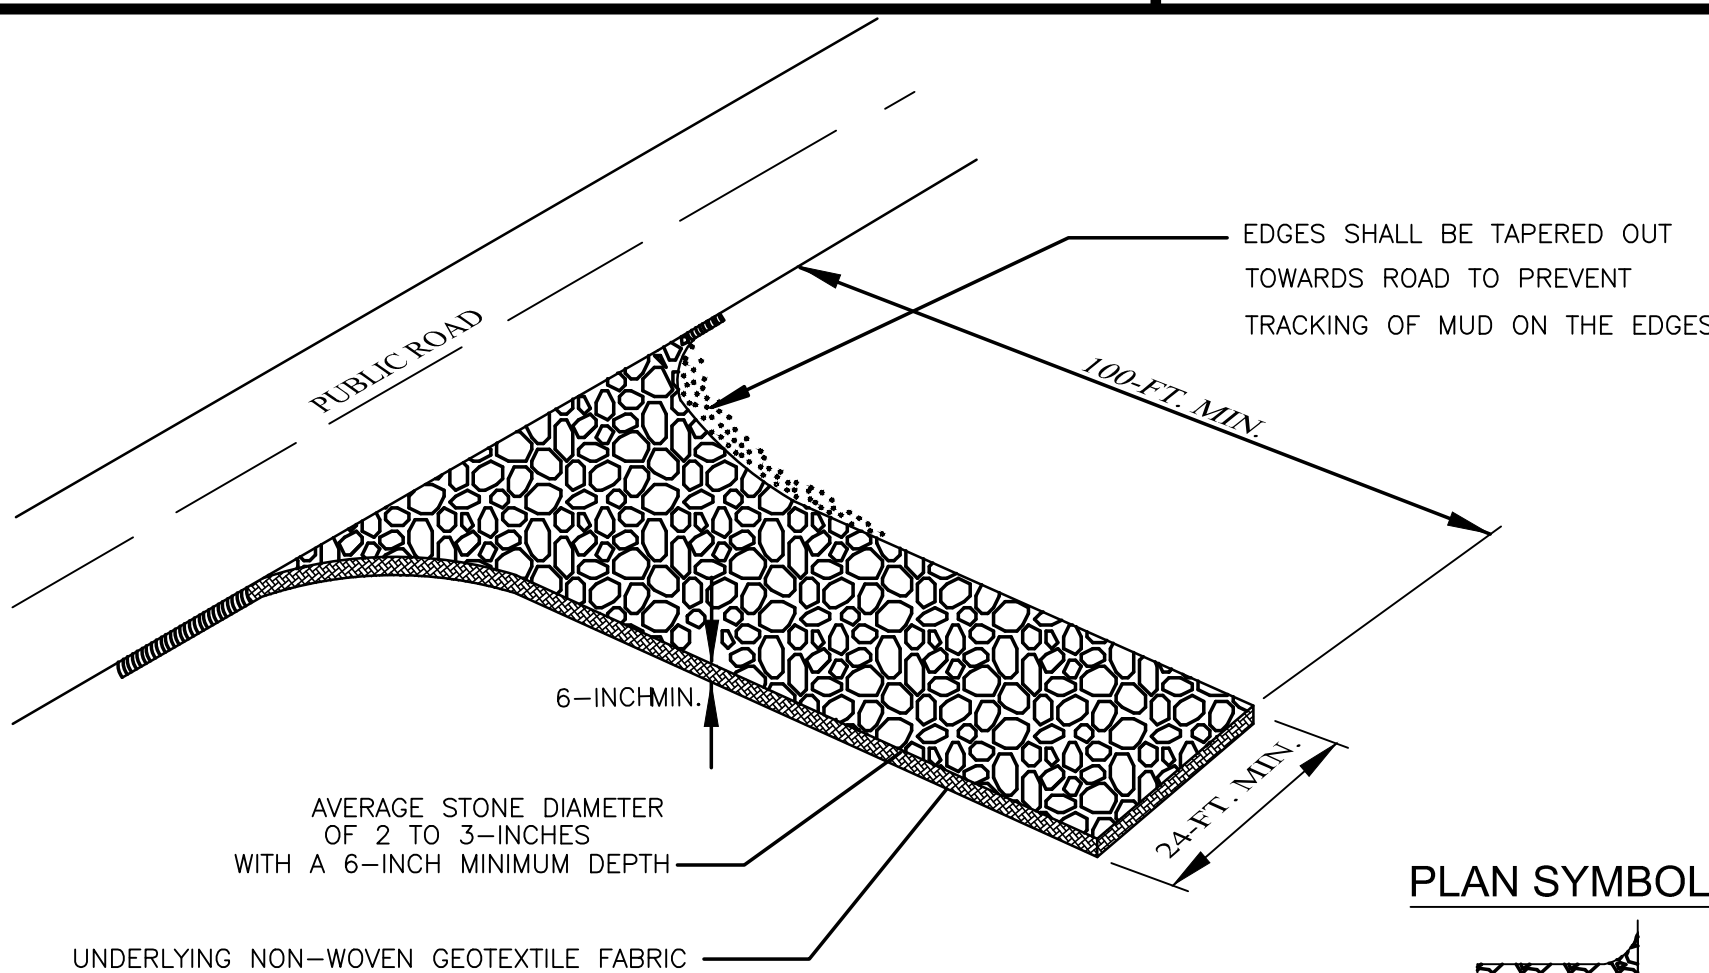 EDGES SHALL BE TAPERED OUT
TOWARDS ROAD TO PREVENT
TRACKING OF MUD ON THE EDGES
PUBLIC ROAD
100-FT. MIN.
6-INCH MIN.
24-FT. MIN.
AVERAGE STONE DIAMETER
OF 2 TO 3-INCHES
WITH A 6-INCH MINIMUM DEPTH
UNDERLYING NON-WOVEN GEOTEXTILE FABRIC
PLAN SYMBOL